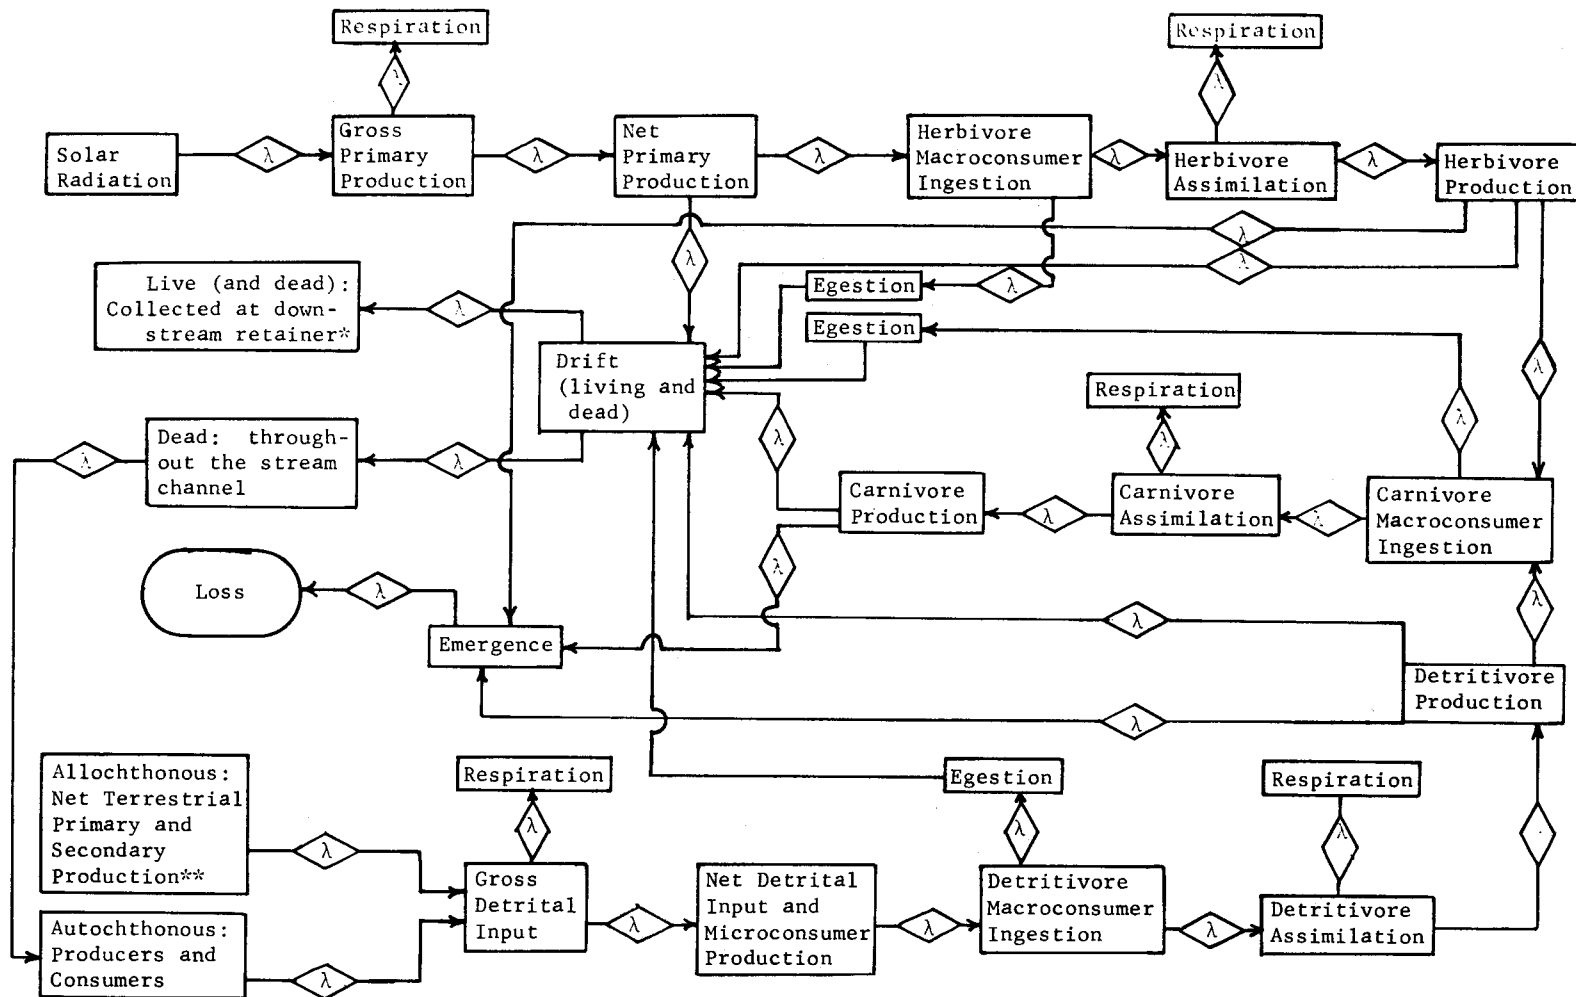 Respiration
Respiration
Solar
Radiation
λ
Gross
Primary
Production
λ
λ
Net
Primary
Production
λ
Herbivore
Macroconsumer
Ingestion
λ
Herbivore
Assimilation
λ
λ
Herbivore
Production
λ
λ
λ
Live (and dead):
Collected at down-
stream retainer*
λ
Egestion
λ
Egestion
Drift
(living and
dead)
λ
Respiration
λ
λ
λ
Dead: through-
out the stream
channel
λ
λ
λ
Carnivore
Production
λ
Carnivore
Assimilation
λ
Carnivore
Macroconsumer
Ingestion
Loss
λ
λ
λ
λ
Emergence
Detritivore
Production
λ
Allochthonous:
Net Terrestrial
Primary and
Secondary
Production**
λ
Respiration
λ
Egestion
λ
Respiration
λ
Gross
Detrital
Input
λ
Net Detrital
Input and
Microconsumer
Production
λ
Detritivore
Macroconsumer
Ingestion
λ
Detritivore
Assimilation
Autochthonous:
Producers and
Consumers
λ